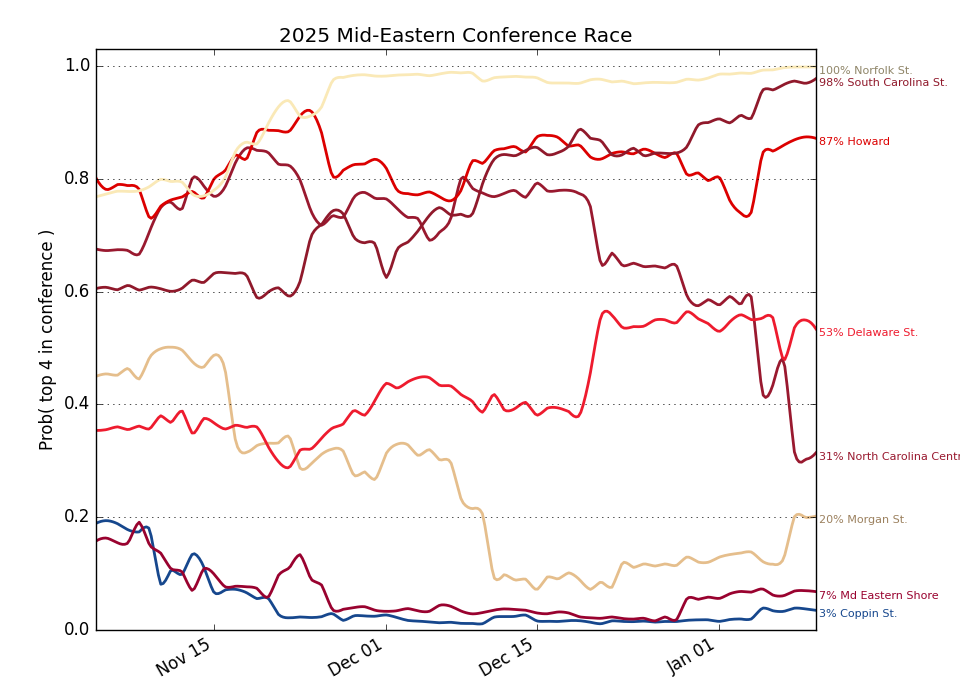 2025 Mid-Eastern Conference Race
Prob( top 4 in conference )
1.0
0.8
0.6
0.4
0.2
0.0
Nov 15
Dec 01
Dec 15
Jan 01
100% Norfolk St.
98% South Carolina St.
87% Howard
53% Delaware St.
31% North Carolina Centr
20% Morgan St.
7% Md Eastern Shore
3% Coppin St.